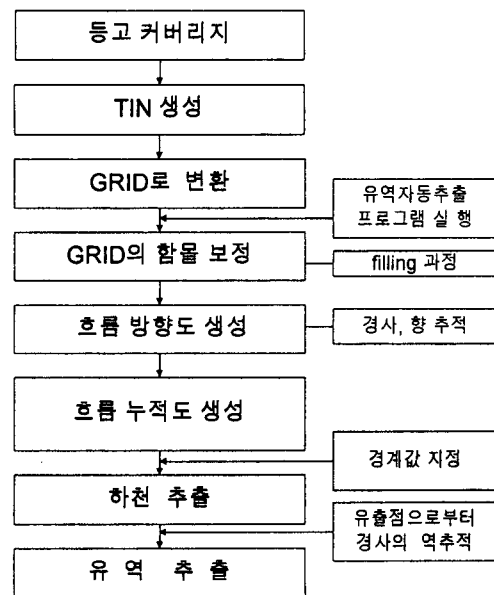 등고 커버리지
TIN 생성
GRID로 변환
유역자동추출
프로그램 실 행
GRID의 함몰 보정
filling 과정
흐름 방향도 생성
경사, 향 추적
흐름 누적도 생성
경계값 지정
하천 추출
유출점으로부터
경사의 역추적
유 역 추 출